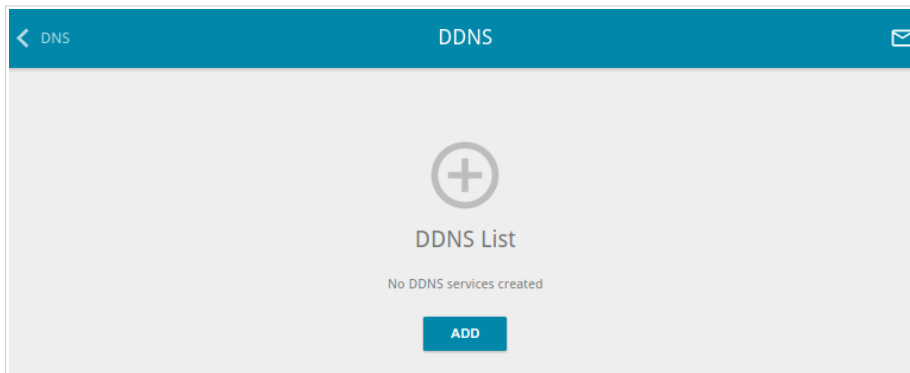 DNS
DDNS
DDNS List
No DDNS services created
ADD